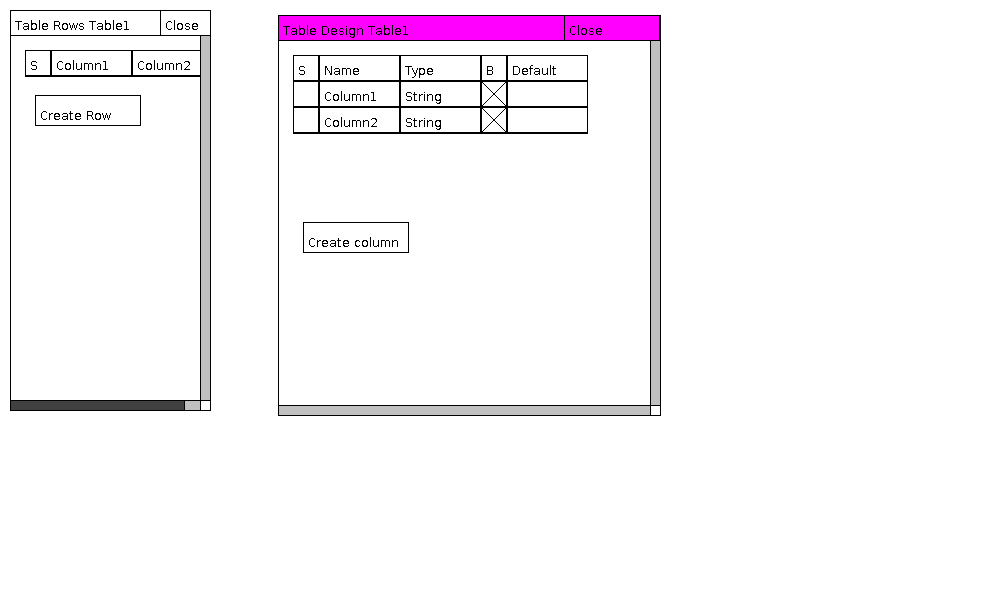 Table Rows Table1 Close
S Column1 Column2
Create Row
Table Design Table1 Close
S Name Type B Default
Column1 String
Column2 String
Create column